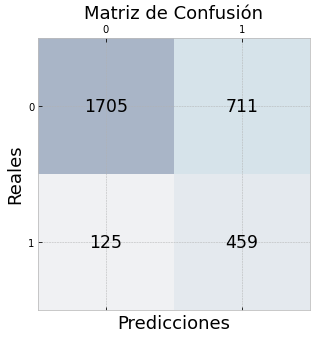 Matriz de Confusión
0 1
0 1705 711
Reales
1 125 459
Predicciones